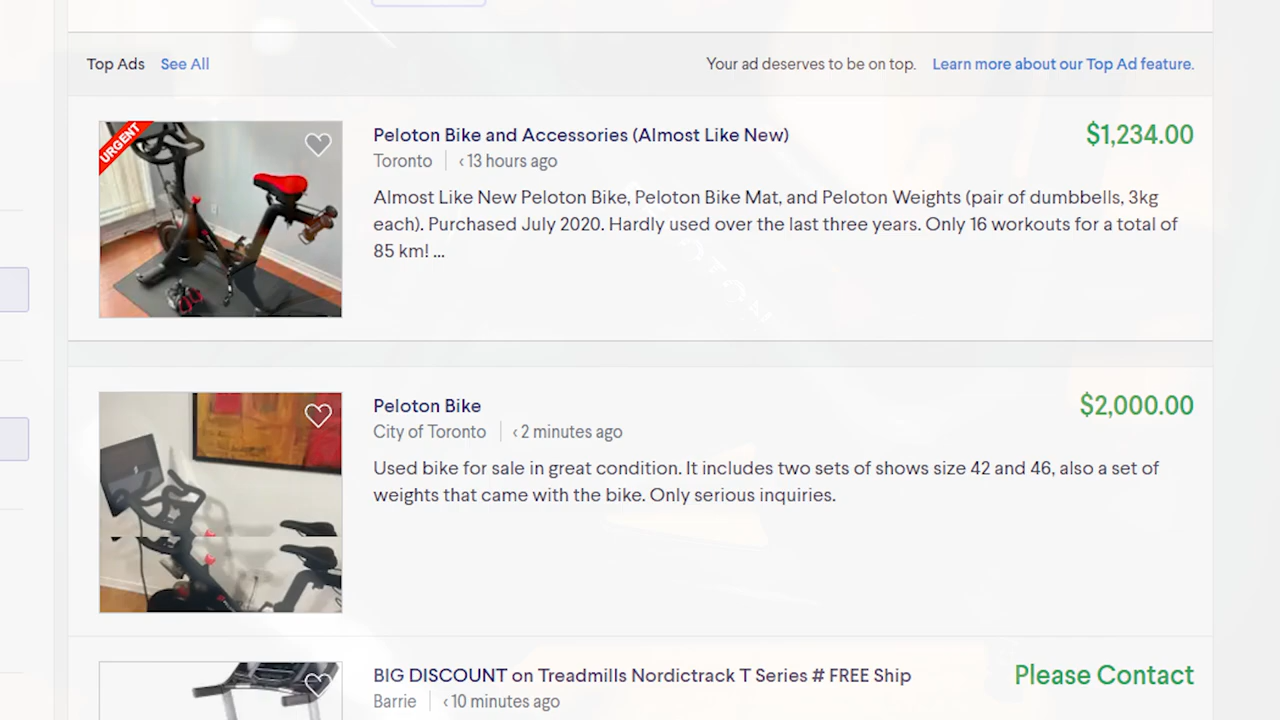 Top Ads See All Your ad deserves to be on top. Learn more about our Top Ad feature.
URGENT
Peloton Bike and Accessories (Almost Like New) $1,234.00
Toronto < 13 hours ago
Almost Like New Peloton Bike, Peloton Bike Mat, and Peloton Weights (pair of dumbbells, 3kg
each). Purchased July 2020. Hardly used over the last three years. Only 16 workouts for a total of
85 km! ...
Peloton Bike $2,000.00
City of Toronto < 2 minutes ago
Used bike for sale in great condition. It includes two sets of shows size 42 and 46, also a set of
weights that came with the bike. Only serious inquiries.
BIG DISCOUNT on Treadmills Nordictrack T Series # FREE Ship Please Contact
Barrie < 10 minutes ago